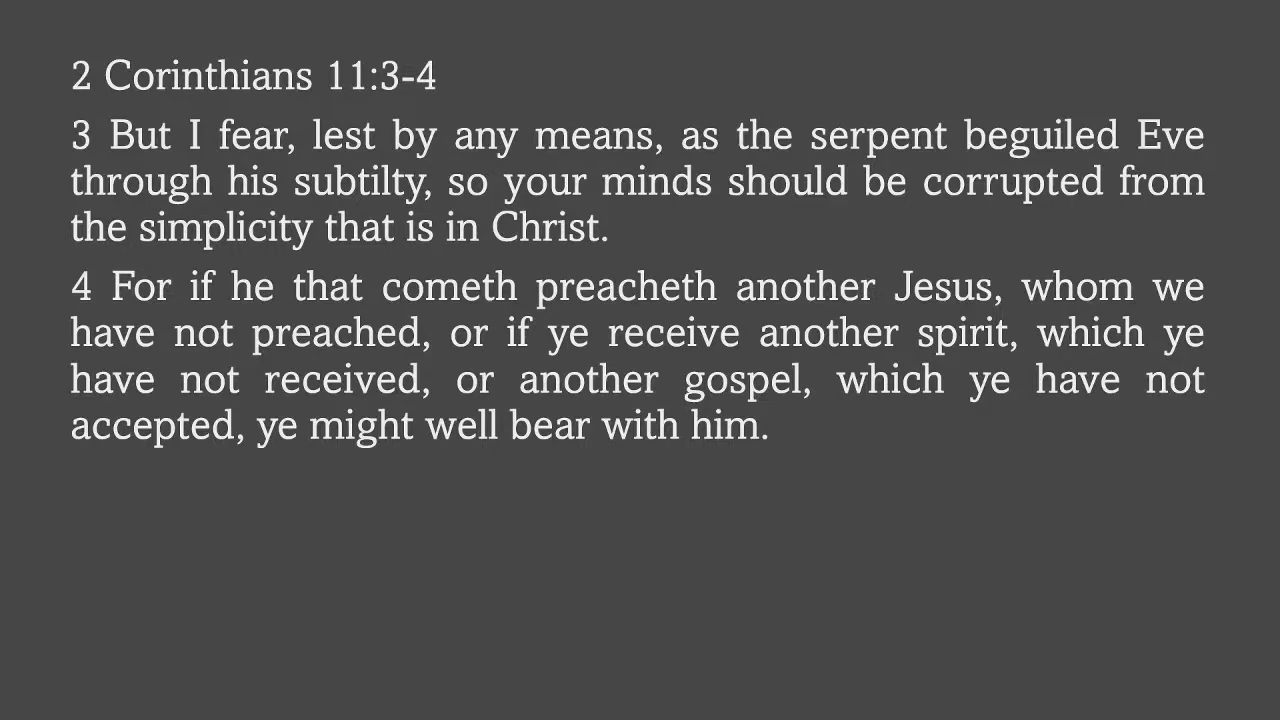 2 Corinthians 11:3-4
3 But I fear, lest by any means, as the serpent beguiled Eve
through his subtilty, so your minds should be corrupted from
the simplicity that is in Christ.
4 For if he that cometh preacheth another Jesus, whom we
have not preached, or if ye receive another spirit, which ye
have not received, or another gospel, which ye have not
accepted, ye might well bear with him.